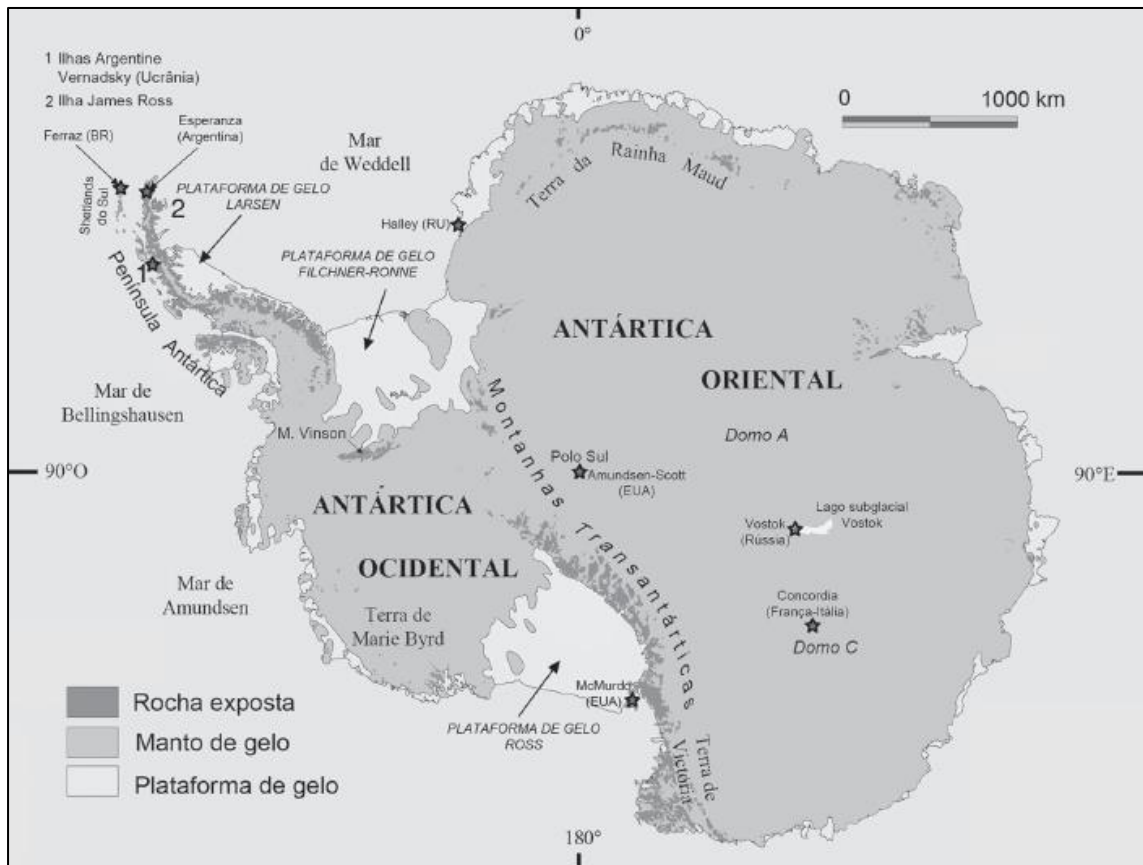 0°
1 Ilhas Argentine
Vernadsky (Ucrânia)
2 Ilha James Ross
Ferraz (BR)
Esperanza
(Argentina)
Mar
de Weddell
0 1000 km
Terra da Rainha Maud
PLATAFORMA DE GELO
LARSEN
Shetlands
do Sul
2
Halley (RU)
1
PLATAFORMA DE GELO
FILCHNER-RONNE
Península
Antártica
ANTÁRTICA
ORIENTAL
Mar de
Bellingshausen
Montanhas Transantárticas
M. Vinson
Domo A
90°O
Polo Sul
Amundsen-Scott
(EUA)
90°E
ANTÁRTICA
OCIDENTAL
Lago subglacial
Vostok
Vostok
(Rússia)
Mar de
Amundsen
Terra de
Marie Byrd
Concordia
(França-Itália)
Domo C
McMurdo
(EUA)
PLATAFORMA DE GELO
ROSS
Terra de
Victória
Rocha exposta
Manto de gelo
Plataforma de gelo
180°